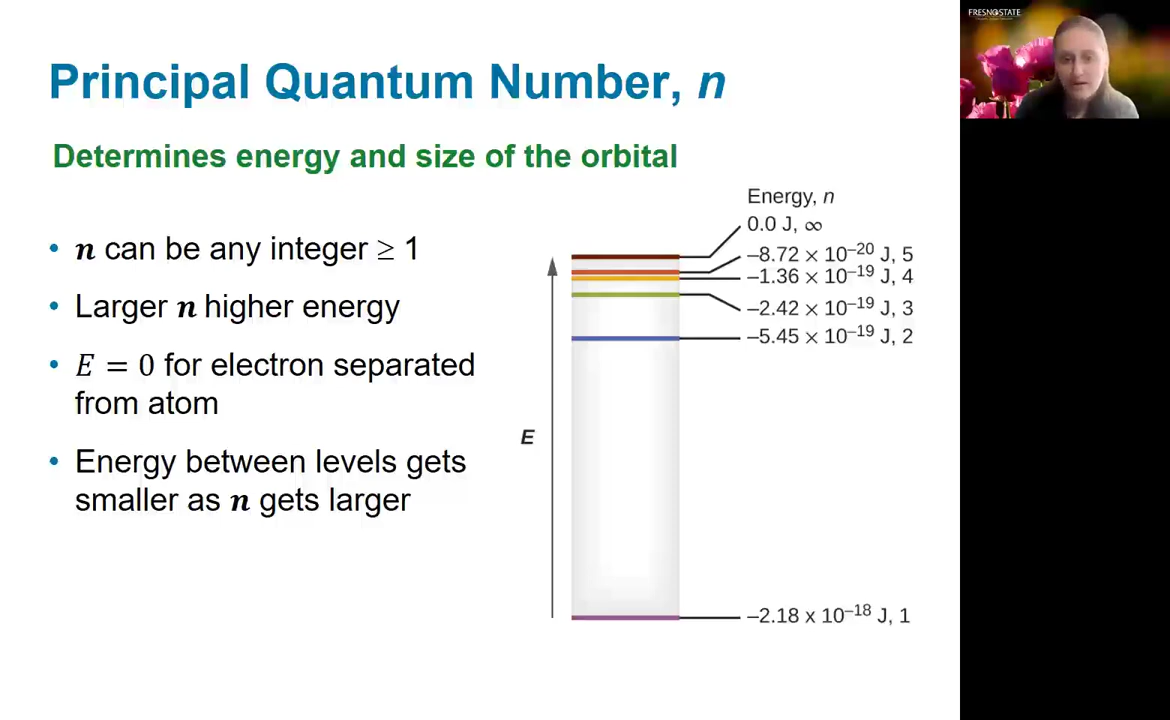 Principal Quantum Number, n
Determines energy and size of the orbital
• n can be any integer ≥ 1
• Larger n higher energy
• E = 0 for electron separated
from atom
• Energy between levels gets
smaller as n gets larger
Energy, n
0.0 J, ∞
–8.72 × 10⁻²⁰ J, 5
–1.36 × 10⁻¹⁹ J, 4
–2.42 × 10⁻¹⁹ J, 3
–5.45 × 10⁻¹⁹ J, 2
E
–2.18 x 10⁻¹⁸ J, 1
FRESNO STATE